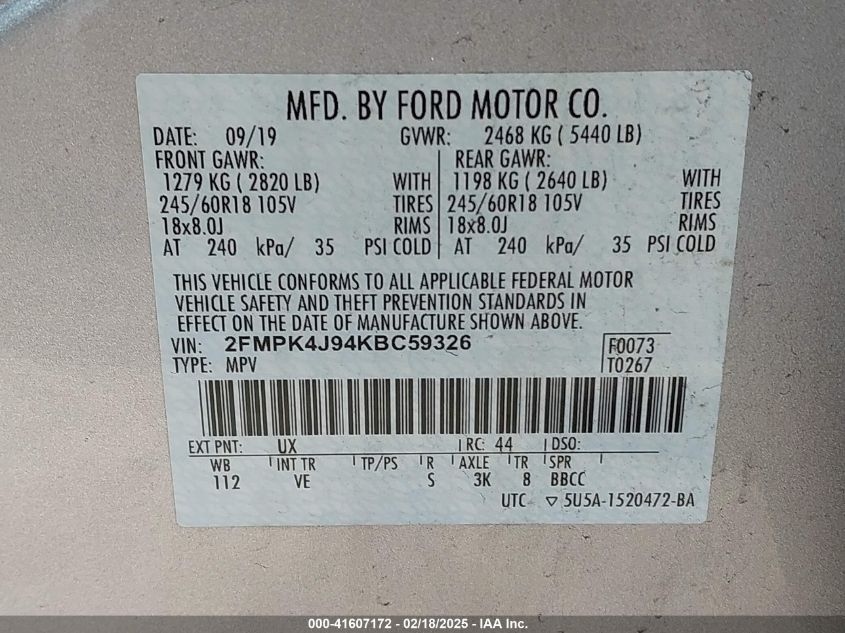 MFD. BY FORD MOTOR CO.
DATE: 09/19 GVWR: 2468 KG ( 5440 LB)
FRONT GAWR: REAR GAWR:
1279 KG ( 2820 LB) WITH 1198 KG ( 2640 LB) WITH
245/60R18 105V TIRES 245/60R18 105V TIRES
18x8.0J RIMS 18x8.0J RIMS
AT 240 kPa/ 35 PSI COLD AT 240 kPa/ 35 PSI COLD
THIS VEHICLE CONFORMS TO ALL APPLICABLE FEDERAL MOTOR
VEHICLE SAFETY AND THEFT PREVENTION STANDARDS IN
EFFECT ON THE DATE OF MANUFACTURE SHOWN ABOVE.
VIN: 2FMPK4J94KBC59326 F0073
TYPE: MPV T0267
EXT PNT: UX RC: 44 DSO:
WB INT TR TP/PS R AXLE TR SPR
112 VE S 3K 8 BBCC
UTC ▽ 5U5A-1520472-BA
000-41607172 - 02/18/2025 - IAA Inc.